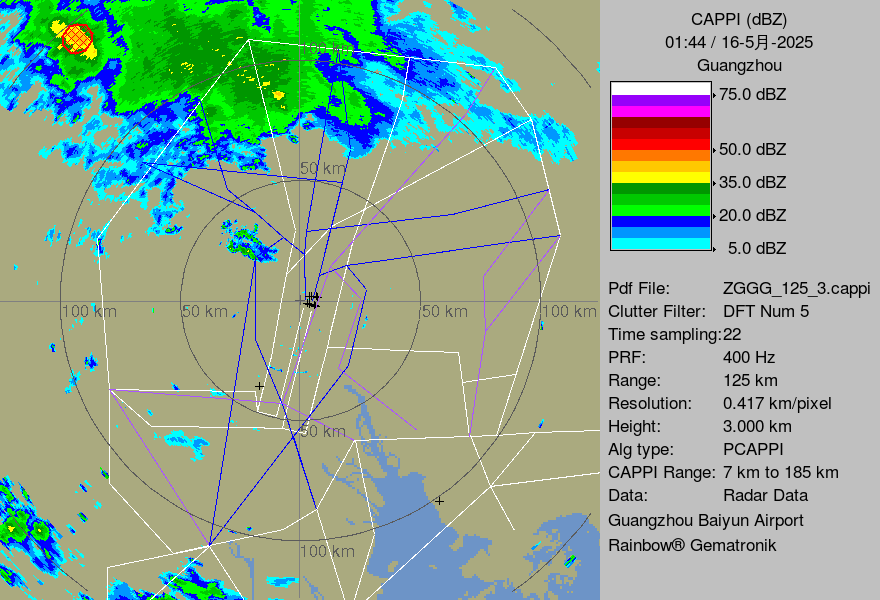 CAPPI (dBZ)
01:44 / 16-5月-2025
Guangzhou
75.0 dBZ
50.0 dBZ
35.0 dBZ
20.0 dBZ
5.0 dBZ
Pdf File: ZGGG_125_3.cappi
Clutter Filter: DFT Num 5
Time sampling:22
PRF: 400 Hz
Range: 125 km
Resolution: 0.417 km/pixel
Height: 3.000 km
Alg type: PCAPPI
CAPPI Range: 7 km to 185 km
Data: Radar Data
Guangzhou Baiyun Airport
Rainbow® Gematronik
100 km
50 km
100 km
50 km
50 km
100 km
50 km
100 km